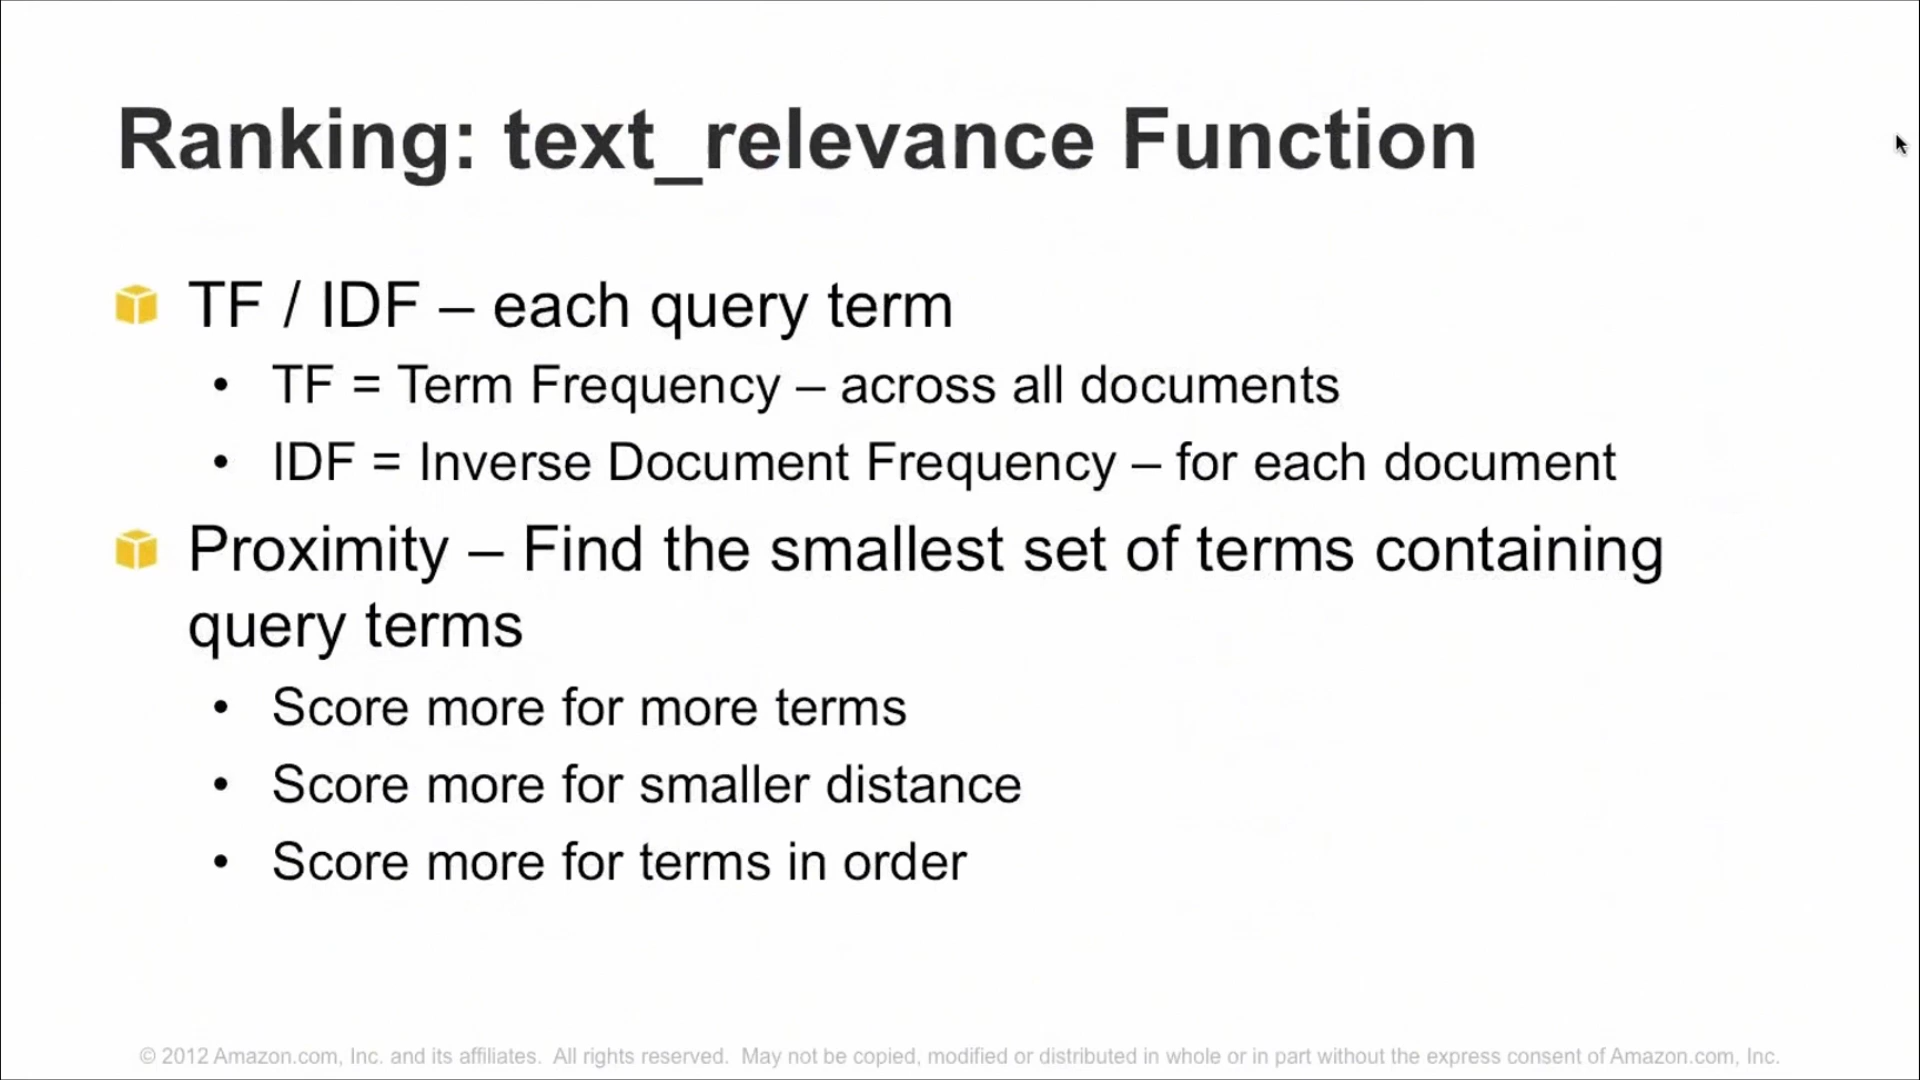 Ranking: text_relevance Function
TF / IDF – each query term
• TF = Term Frequency – across all documents
• IDF = Inverse Document Frequency – for each document
Proximity – Find the smallest set of terms containing
query terms
• Score more for more terms
• Score more for smaller distance
• Score more for terms in order
© 2012 Amazon.com, Inc. and its affiliates. All rights reserved. May not be copied, modified or distributed in whole or in part without the express consent of Amazon.com, Inc.